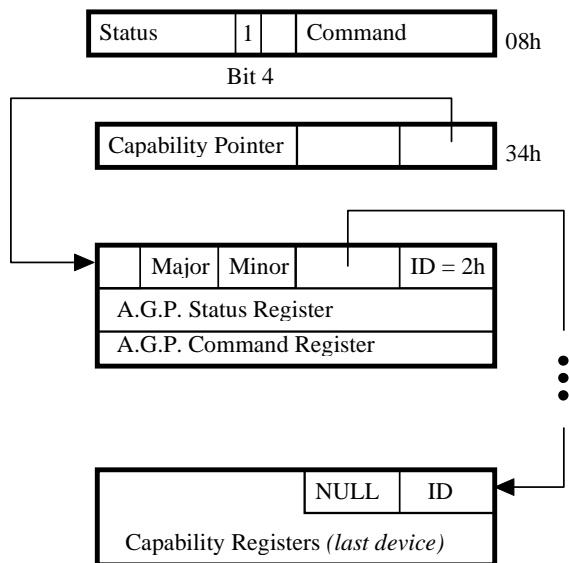 Status 1 Command 08h
Bit 4
Capability Pointer 34h
Major Minor ID = 2h
A.G.P. Status Register
A.G.P. Command Register
NULL ID
Capability Registers (last device)